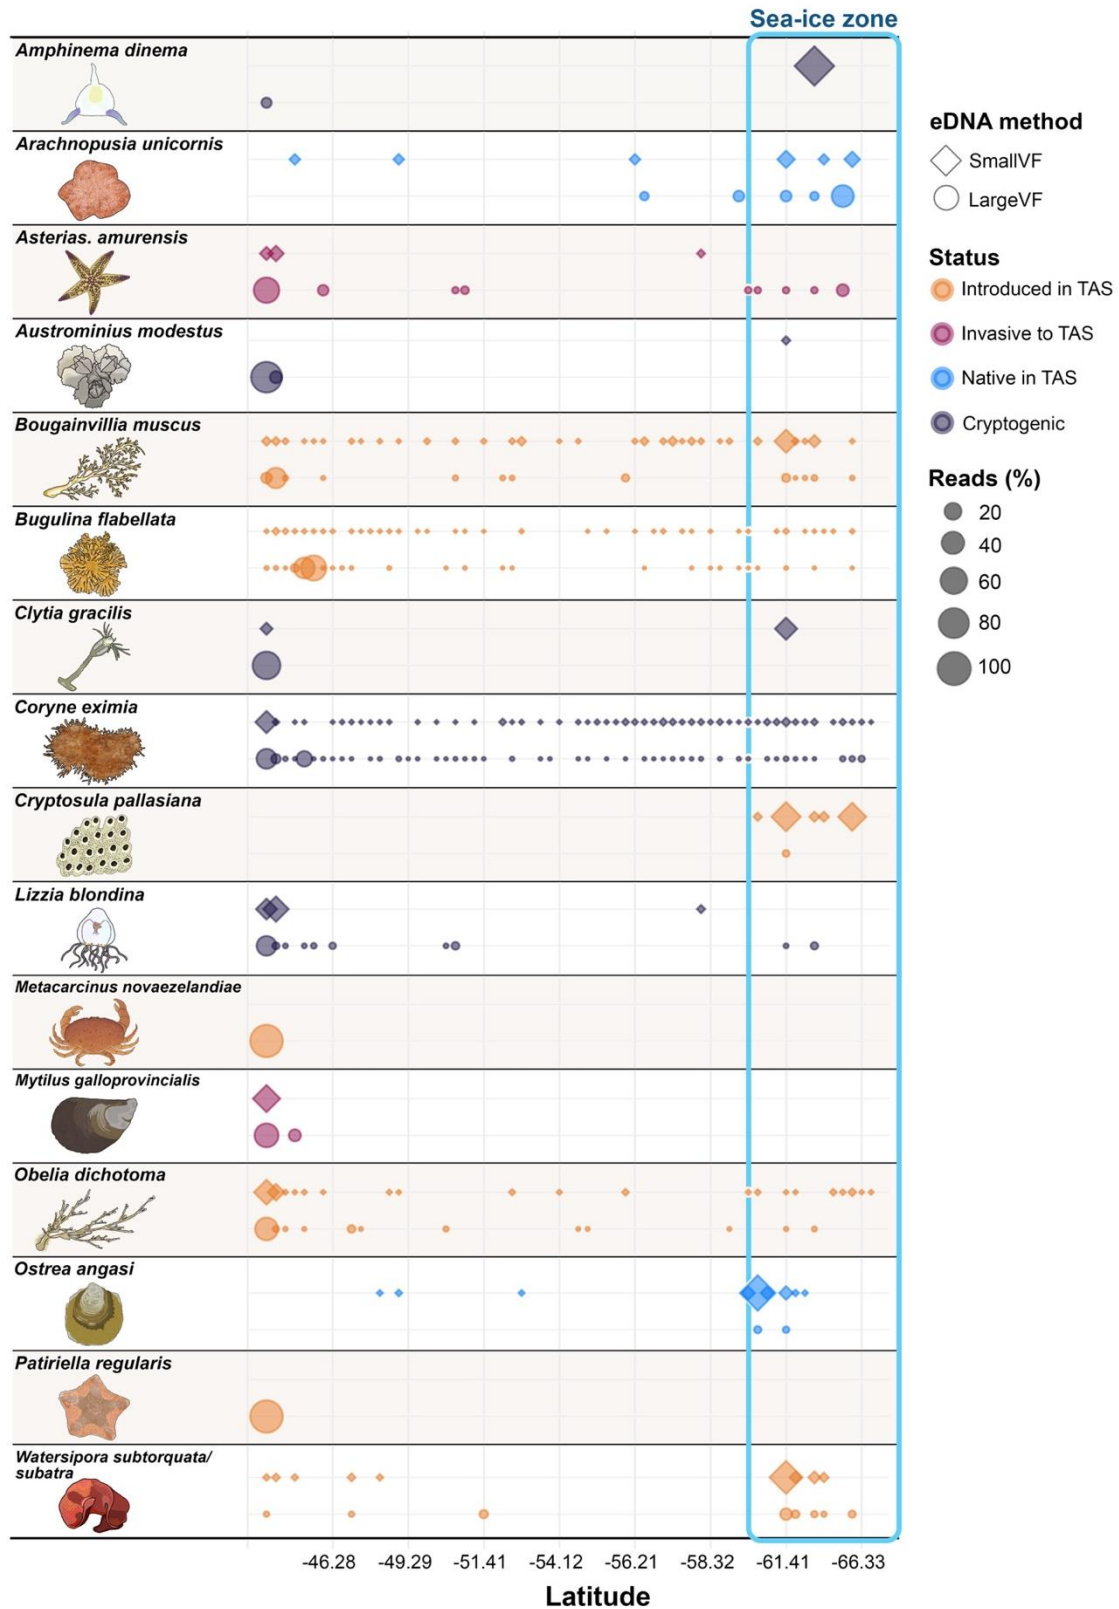 Sea-ice zone
Amphinema dinema
Arachnopusia unicornis
Asterias. amurensis
Austrominius modestus
Bougainvillia muscus
Bugulina flabellata
Clytia gracilis
Coryne eximia
Cryptosula pallasiana
Lizzia blondina
Metacarcinus novaezelandiae
Mytilus galloprovincialis
Obelia dichotoma
Ostrea angasi
Patiriella regularis
Watersipora subtorquata/
subatra
-46.28 -49.29 -51.41 -54.12 -56.21 -58.32 -61.41 -66.33
Latitude
eDNA method
SmallVF
LargeVF
Status
Introduced in TAS
Invasive to TAS
Native in TAS
Cryptogenic
Reads (%)
20
40
60
80
100